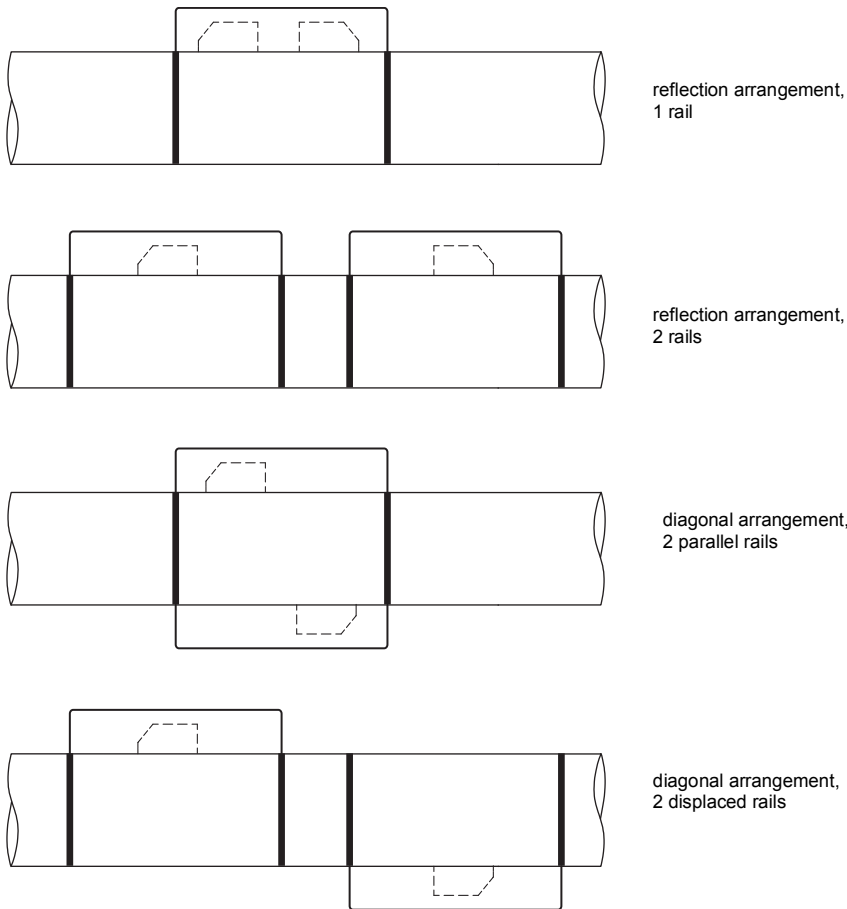 reflection arrangement,
1 rail
reflection arrangement,
2 rails
diagonal arrangement,
2 parallel rails
diagonal arrangement,
2 displaced rails